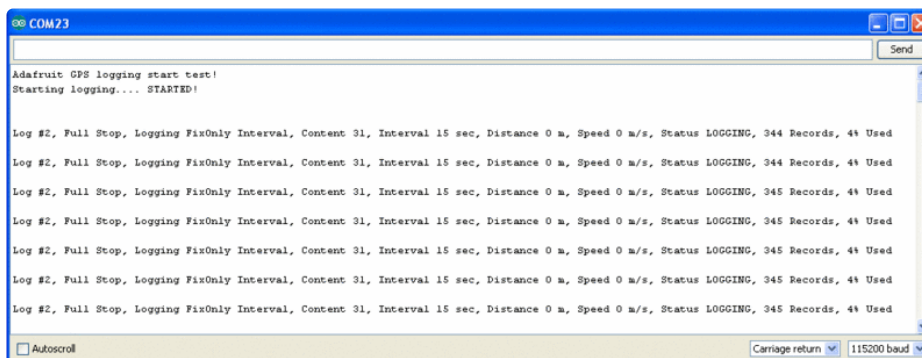 COM23
Send
Adafruit GPS logging start test!
Starting logging.... STARTED!
Log #2, Full Stop, Logging FixOnly Interval, Content 31, Interval 15 sec, Distance 0 m, Speed 0 m/s, Status LOGGING, 344 Records, 4% Used
Log #2, Full Stop, Logging FixOnly Interval, Content 31, Interval 15 sec, Distance 0 m, Speed 0 m/s, Status LOGGING, 344 Records, 4% Used
Log #2, Full Stop, Logging FixOnly Interval, Content 31, Interval 15 sec, Distance 0 m, Speed 0 m/s, Status LOGGING, 345 Records, 4% Used
Log #2, Full Stop, Logging FixOnly Interval, Content 31, Interval 15 sec, Distance 0 m, Speed 0 m/s, Status LOGGING, 345 Records, 4% Used
Log #2, Full Stop, Logging FixOnly Interval, Content 31, Interval 15 sec, Distance 0 m, Speed 0 m/s, Status LOGGING, 345 Records, 4% Used
Log #2, Full Stop, Logging FixOnly Interval, Content 31, Interval 15 sec, Distance 0 m, Speed 0 m/s, Status LOGGING, 345 Records, 4% Used
Log #2, Full Stop, Logging FixOnly Interval, Content 31, Interval 15 sec, Distance 0 m, Speed 0 m/s, Status LOGGING, 345 Records, 4% Used
Autoscroll Carriage return 115200 baud